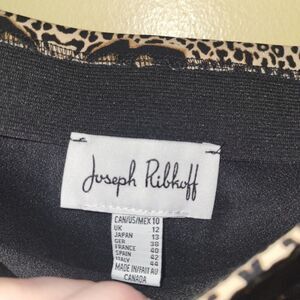 Joseph Ribkoff
CAN/US/MEX 10
UK 12
JAPAN 13
GER 38
FRANCE 40
SPAIN 42
ITALY 44
MADE IN/FAIT AU
CANADA